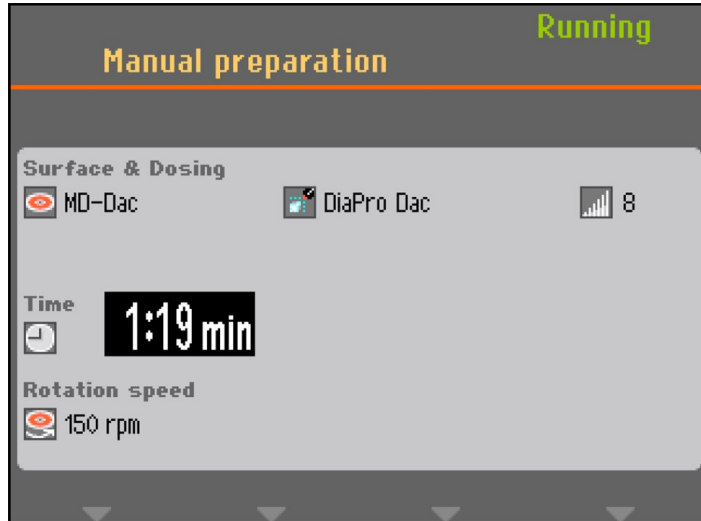 Running
Manual preparation
Surface & Dosing
MD-Dac DiaPro Dac 8
Time
1:19 min
Rotation speed
150 rpm